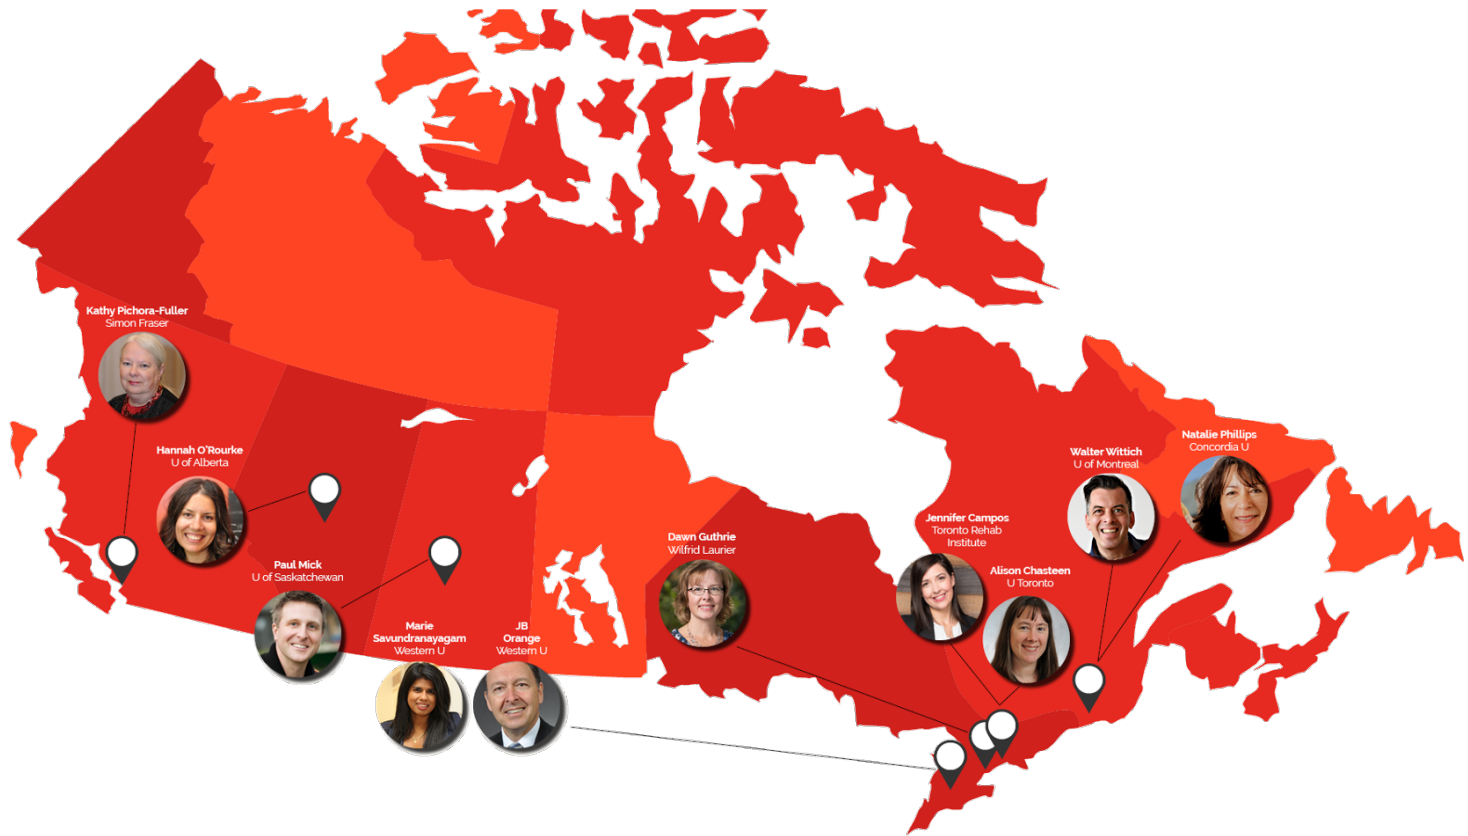 Kathy Pichora-Fuller
Simon Fraser
Hannah O'Rourke
U of Alberta
Paul Mick
U of Saskatchewan
Marie
Savundranayagam
Western U
JB
Orange
Western U
Dawn Guthrie
Wilfrid Laurier
Jennifer Campos
Toronto Rehab
Institute
Alison Chasteen
U Toronto
Walter Wittich
U of Montreal
Natalie Phillips
Concordia U